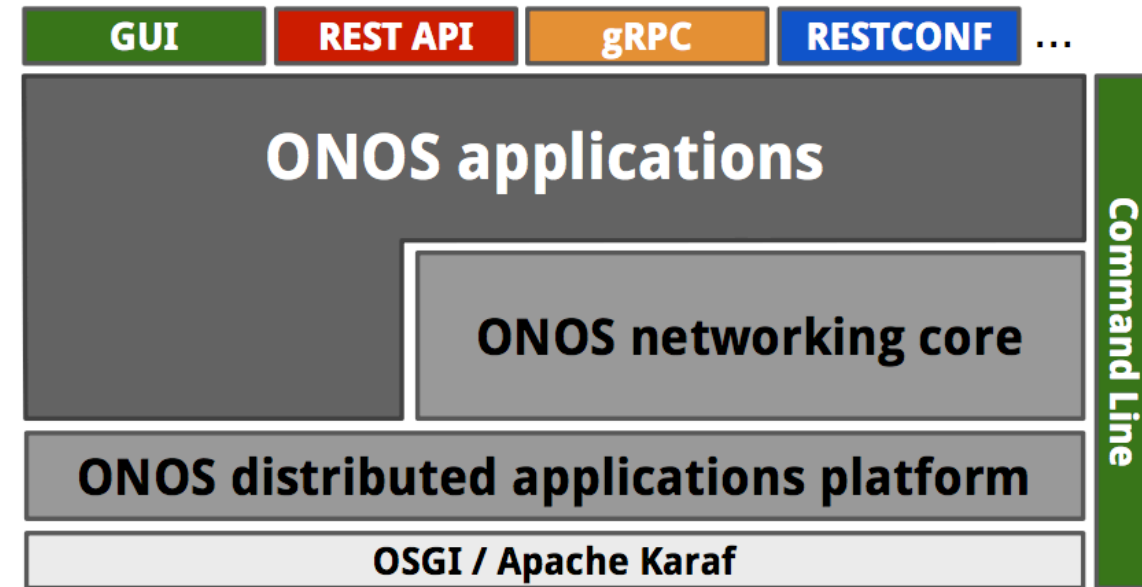 GUI
REST API
gRPC
RESTCONF
...
ONOS applications
Command Line
ONOS networking core
ONOS distributed applications platform
OSGI / Apache Karaf